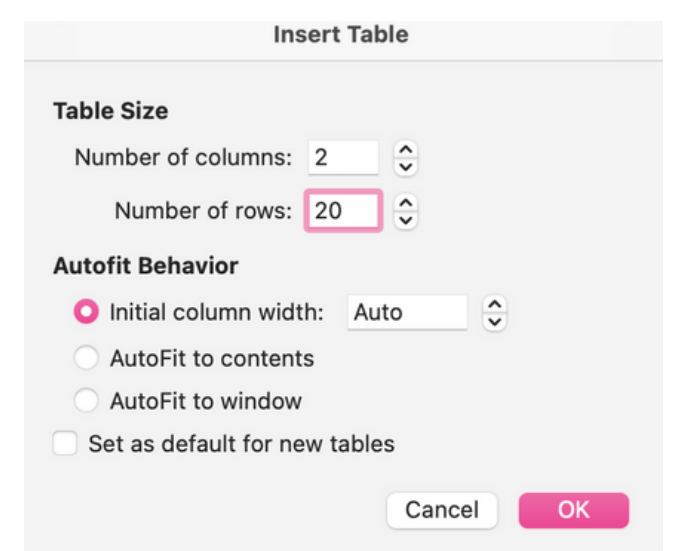 Insert Table
Table Size
Number of columns: 2
Number of rows: 20
Autofit Behavior
Initial column width: Auto
AutoFit to contents
AutoFit to window
Set as default for new tables
Cancel OK